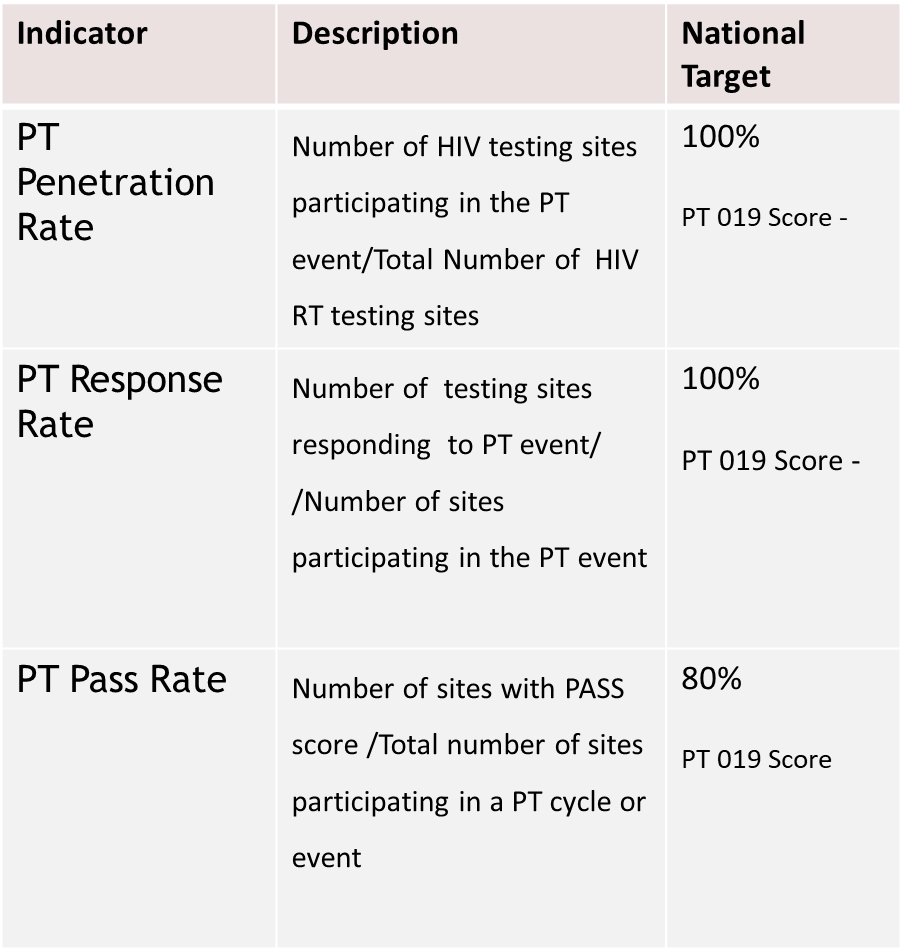 Indicator
Description
National
Target
PT
Penetration
Rate
Number of HIV testing sites
participating in the PT
event/Total Number of  HIV
RT testing sites
100%
PT 019 Score -
PT Response
Rate
Number of  testing sites
responding  to PT event/
/Number of sites
participating in the PT event
100%
PT 019 Score -
PT Pass Rate
Number of sites with PASS
score /Total number of sites
participating in a PT cycle or
event
80%
PT 019 Score